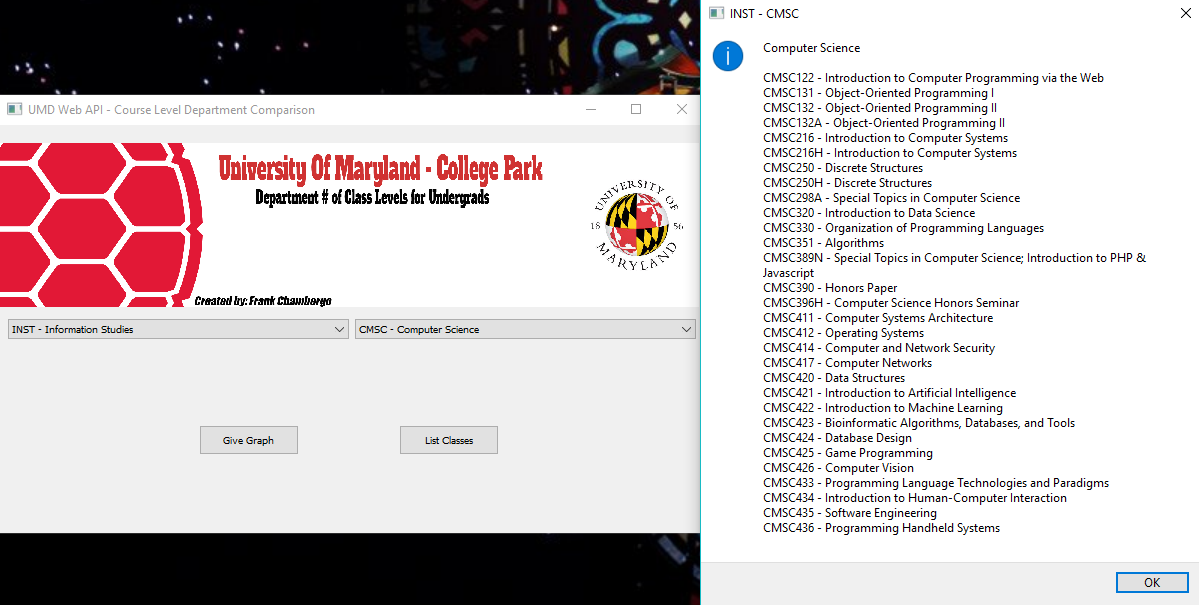 UMD Web API - Course Level Department Comparison
University Of Maryland - College Park
Department # of Class Levels for Undergrads
UNIVERSITY OF
18 56
MARYLAND
Created by: Frank Chambergo
INST - Information Studies
CMSC - Computer Science
Give Graph
List Classes
INST - CMSC
Computer Science
CMSC122 - Introduction to Computer Programming via the Web
CMSC131 - Object-Oriented Programming I
CMSC132 - Object-Oriented Programming II
CMSC132A - Object-Oriented Programming II
CMSC216 - Introduction to Computer Systems
CMSC216H - Introduction to Computer Systems
CMSC250 - Discrete Structures
CMSC250H - Discrete Structures
CMSC298A - Special Topics in Computer Science
CMSC320 - Introduction to Data Science
CMSC330 - Organization of Programming Languages
CMSC351 - Algorithms
CMSC389N - Special Topics in Computer Science; Introduction to PHP &
Javascript
CMSC390 - Honors Paper
CMSC396H - Computer Science Honors Seminar
CMSC411 - Computer Systems Architecture
CMSC412 - Operating Systems
CMSC414 - Computer and Network Security
CMSC417 - Computer Networks
CMSC420 - Data Structures
CMSC421 - Introduction to Artificial Intelligence
CMSC422 - Introduction to Machine Learning
CMSC423 - Bioinformatic Algorithms, Databases, and Tools
CMSC424 - Database Design
CMSC425 - Game Programming
CMSC426 - Computer Vision
CMSC433 - Programming Language Technologies and Paradigms
CMSC434 - Introduction to Human-Computer Interaction
CMSC435 - Software Engineering
CMSC436 - Programming Handheld Systems
OK